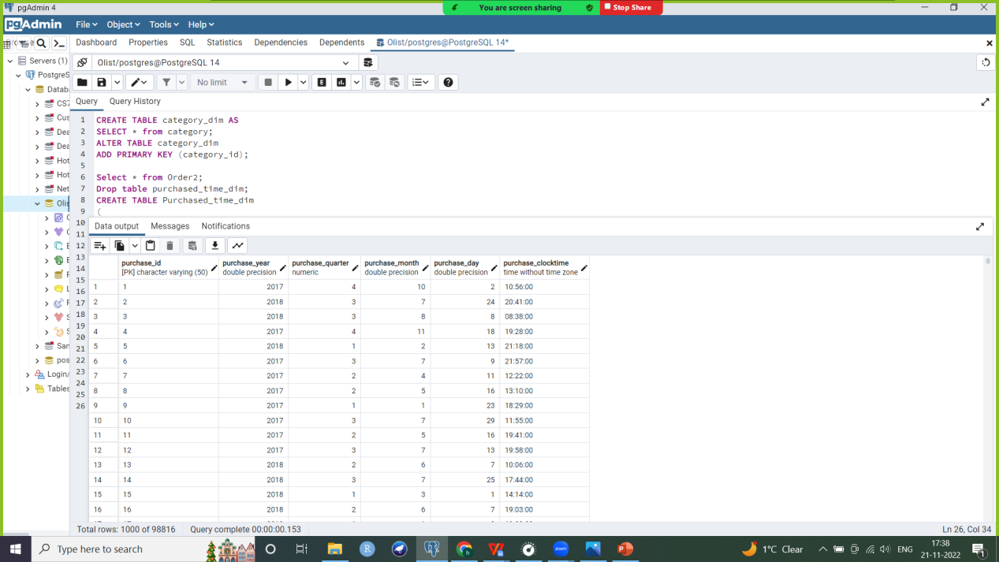 pgAdmin 4
You are screen sharing
Stop Share
pgAdmin
File
Object
Tools
Help
Dashboard
Properties
SQL
Statistics
Dependencies
Dependents
Olist/postgres@PostgreSQL 14*
Servers (1)
PostgreS
Databa
CS7
Cus
Dea
Dea
Hot
Hot
Net
Olis
San
pos
Login/
Tables
Olist/postgres@PostgreSQL 14
No limit
Query
Query History
1 CREATE TABLE category_dim AS
2 SELECT * from category;
3 ALTER TABLE category_dim
4 ADD PRIMARY KEY (category_id);
5
6 Select * from Order2;
7 Drop table purchased_time_dim;
8 CREATE TABLE Purchased_time_dim
9 (
10
11
12
13
14
15
16
17
18
19
20
21
22
23
24
25
26
Data output
Messages
Notifications
purchase_id purchase_year purchase_quarter purchase_month purchase_day purchase_clocktime
[PK] character varying (50) double precision numeric double precision double precision time without time zone
1 1 2017 4 10 2 10:56:00
2 2 2018 3 7 24 20:41:00
3 3 2018 3 8 8 08:38:00
4 4 2017 4 11 18 19:28:00
5 5 2018 1 2 13 21:18:00
6 6 2017 3 7 9 21:57:00
7 7 2017 2 4 11 12:22:00
8 8 2017 2 5 16 13:10:00
9 9 2017 1 1 23 18:29:00
10 10 2017 3 7 29 11:55:00
11 11 2017 2 5 16 19:41:00
12 12 2017 3 7 13 19:58:00
13 13 2018 2 6 7 10:06:00
14 14 2018 3 7 25 17:44:00
15 15 2018 1 3 1 14:14:00
16 16 2018 2 6 7 19:03:00
Total rows: 1000 of 98816
Query complete 00:00:00.153
Ln 26, Col 34
Type here to search
1°C Clear
ENG
17:38
21-11-2022
1